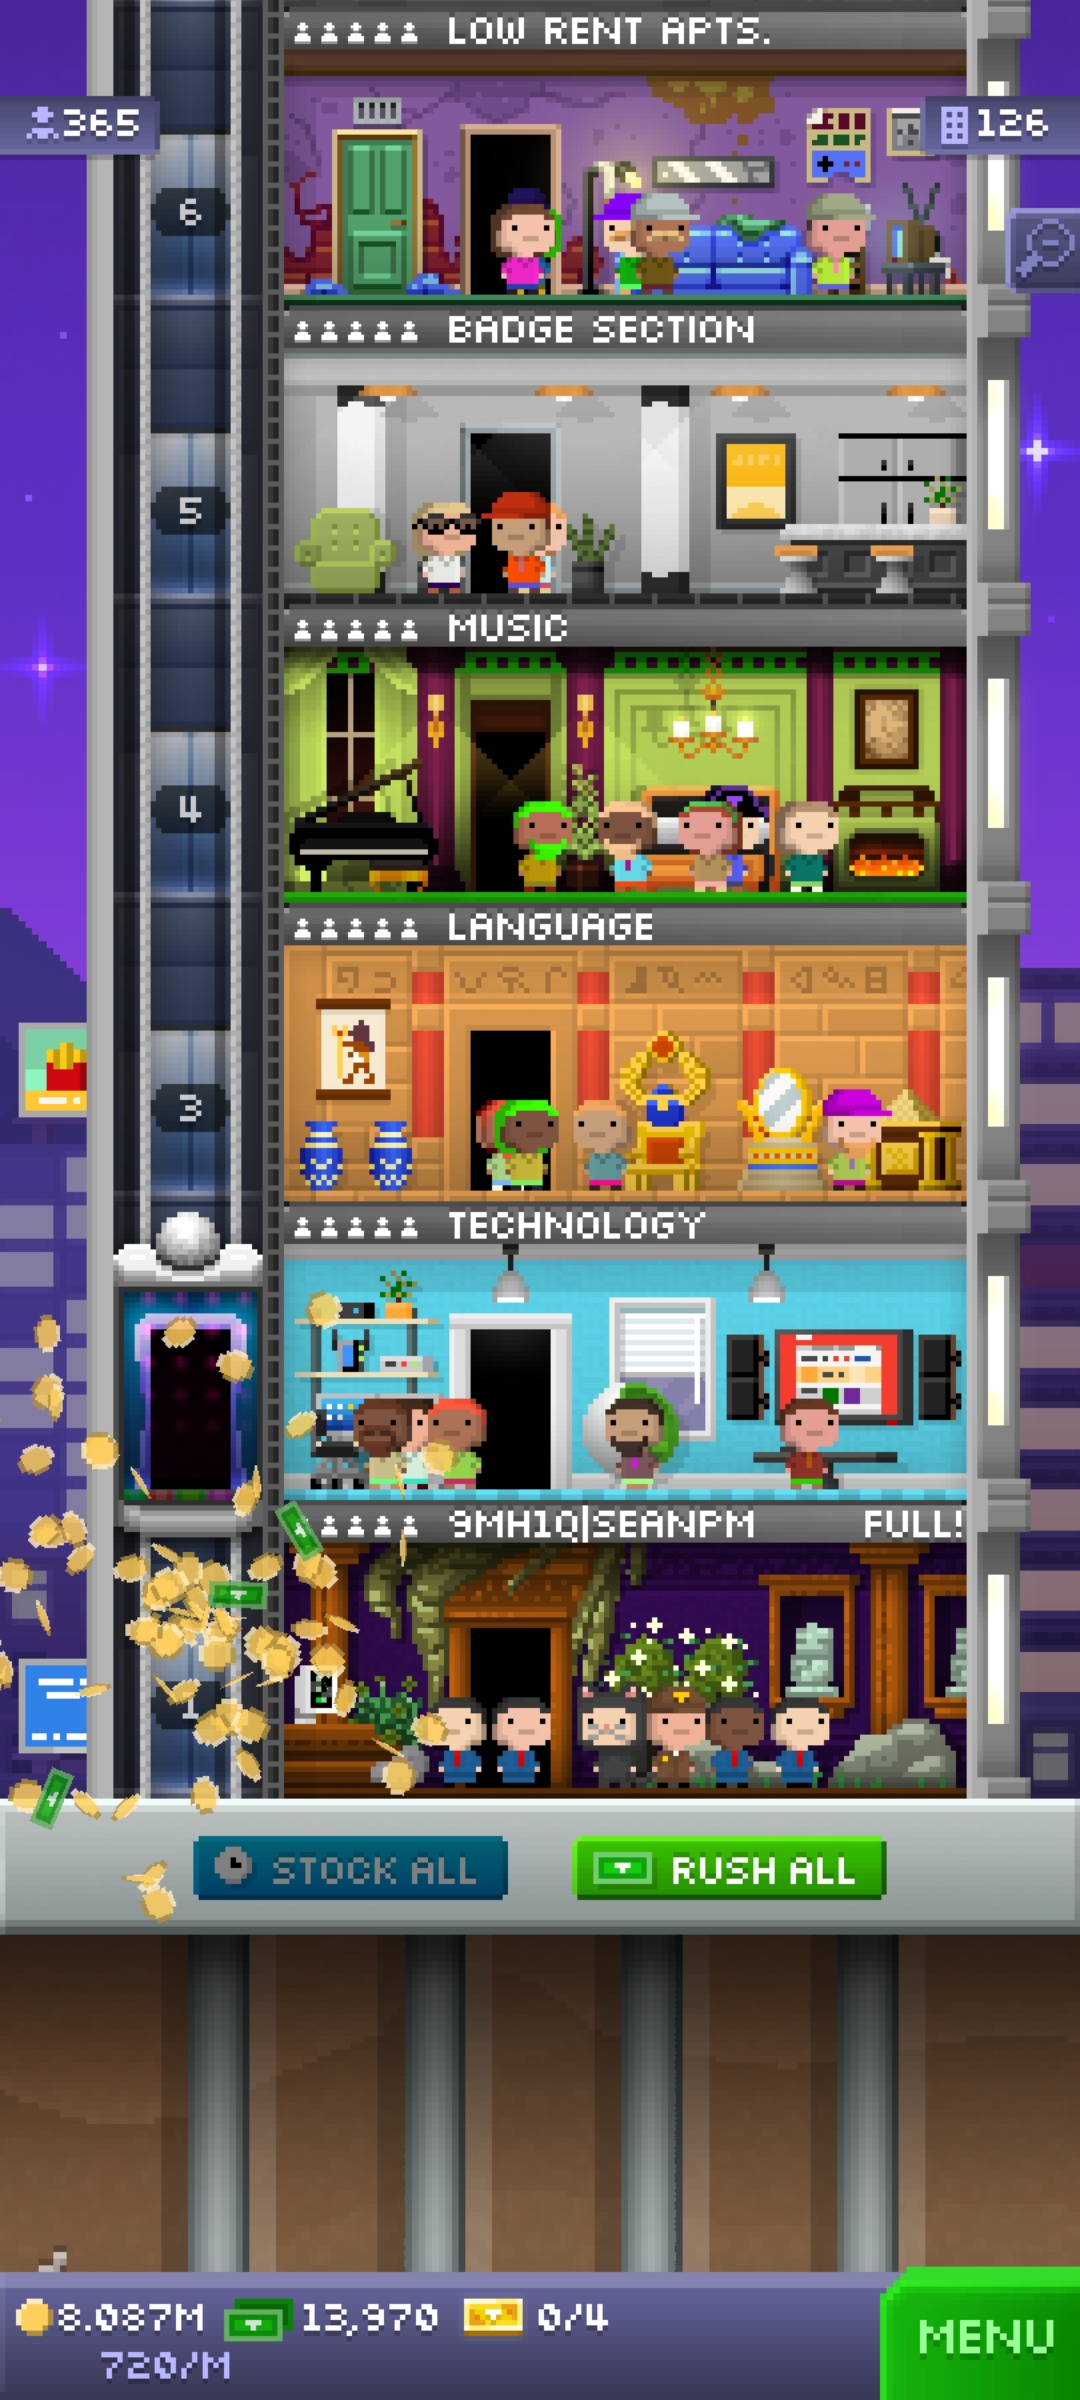 LOW RENT APTS.
365
126
6
BADGE SECTION
5
MUSIC
4
LANGUAGE
3
TECHNOLOGY
9MH1Q|SEANPM FULL!
1
STOCK ALL
RUSH ALL
8.087M 13,970 0/4
720/M
MENU